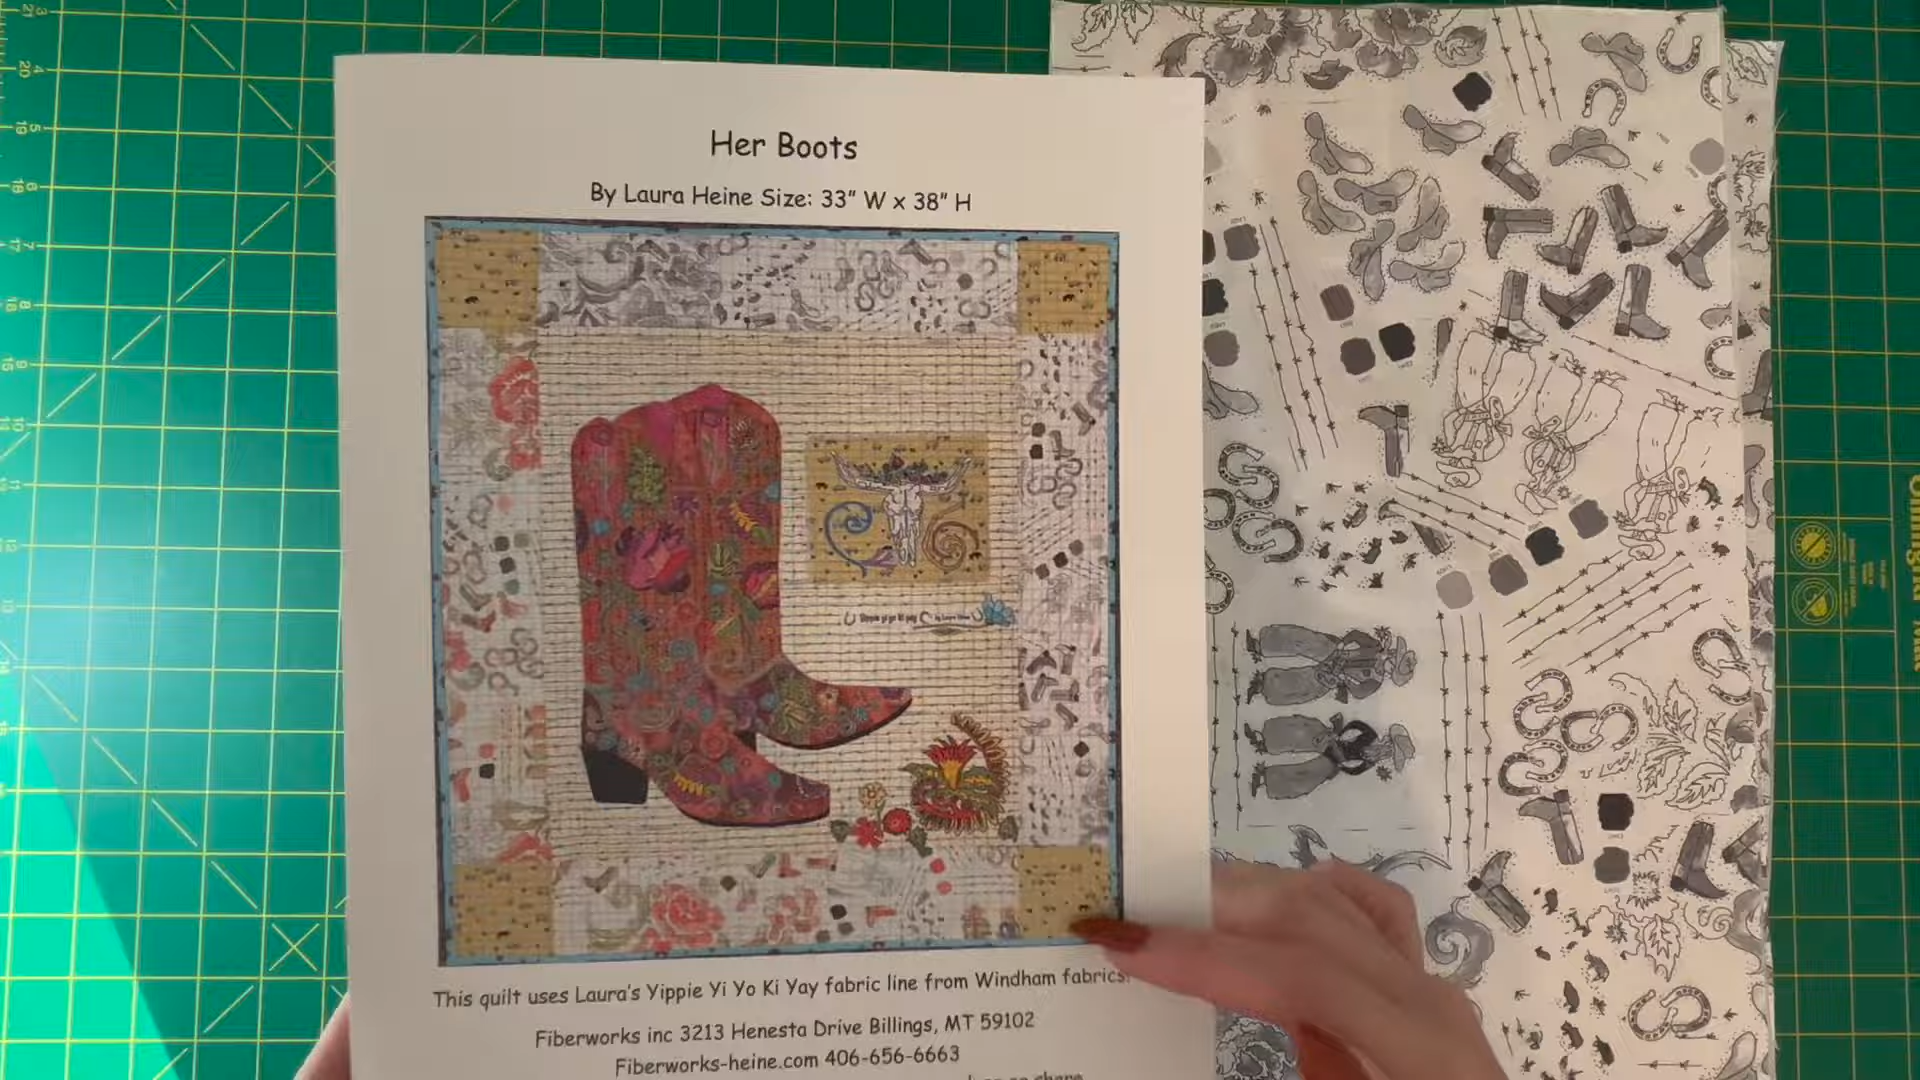 Her Boots
By Laura Heine Size: 33" W x 38" H
This quilt uses Laura's Yippie Yi Yo Ki Yay fabric line from Windham fabrics.
Fiberworks inc 3213 Henesta Drive Billings, MT 59102
Fiberworks-heine.com 406-656-6663